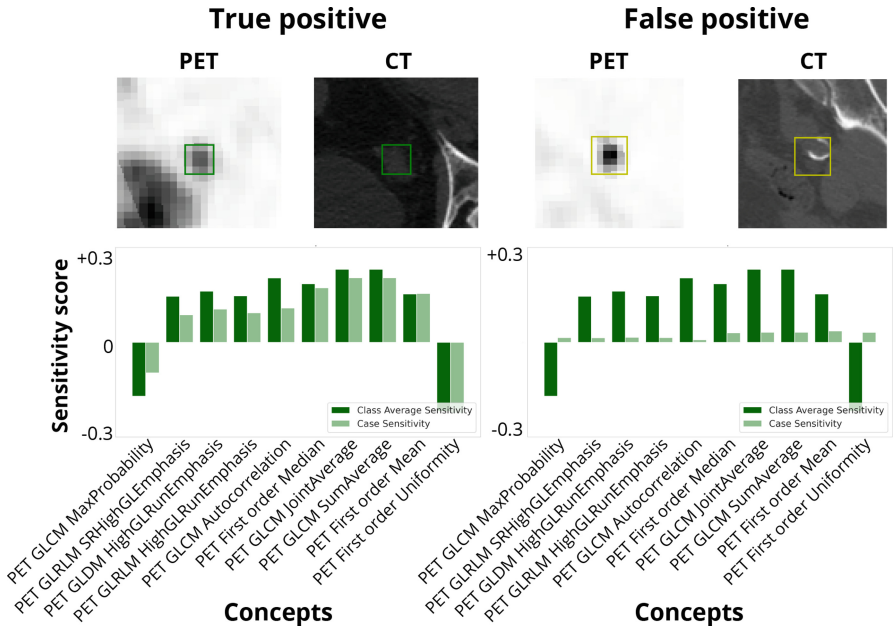 True positive
False positive
PET
CT
PET
CT
Sensitivity score
+0.3
0
-0.3
Class Average Sensitivity
Case Sensitivity
PET GLCM MaxProbability
PET GLRLM SRHighGLEmphasis
PET GLDM HighGLRunEmphasis
PET GLRLM HighGLRunEmphasis
PET GLCM Autocorrelation
PET First order Median
PET GLCM JointAverage
PET GLCM SumAverage
PET First order Mean
PET First order Uniformity
Concepts
+0.3
-0.3
Class Average Sensitivity
Case Sensitivity
PET GLCM MaxProbability
PET GLRLM SRHighGLEmphasis
PET GLDM HighGLRunEmphasis
PET GLRLM HighGLRunEmphasis
PET GLCM Autocorrelation
PET First order Median
PET GLCM JointAverage
PET GLCM SumAverage
PET First order Mean
PET First order Uniformity
Concepts